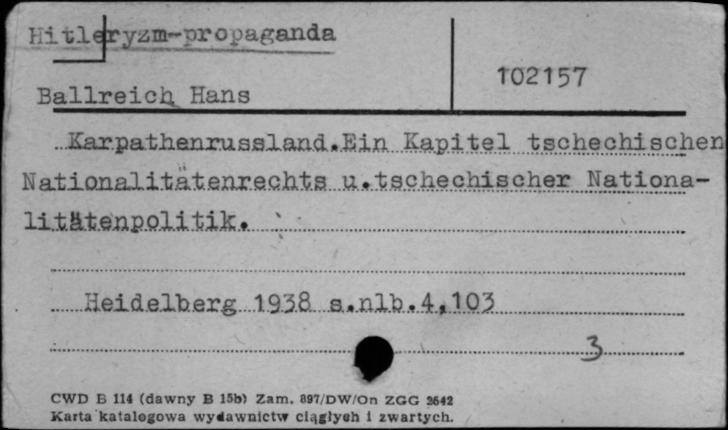 Hitleryzm-propaganda
102157
Ballreich Hans
Karpathenrussland.Ein Kapitel tschechischen
Nationalitätenrechts u.tschechischer Nationa-
litätenpolitik.
Heidelberg 1938 s.nlb.4,103
3
CWD B 114 (dawny B 15b) Zam. 897/DW/On ZGG 2642
Karta katalogowa wydawnictw ciągłych i zwartych.